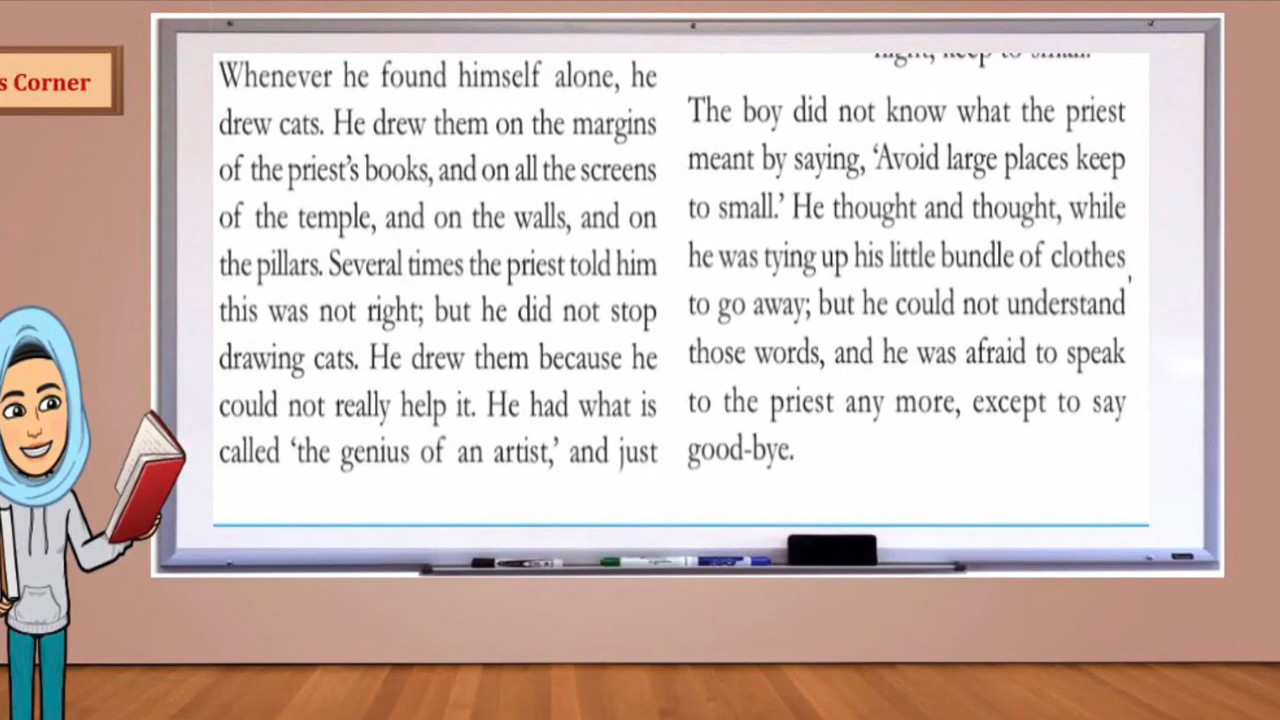 s Corner
Whenever he found himself alone, he
drew cats. He drew them on the margins
of the priest's books, and on all the screens
of the temple, and on the walls, and on
the pillars. Several times the priest told him
this was not right; but he did not stop
drawing cats. He drew them because he
could not really help it. He had what is
called 'the genius of an artist,' and just
night, keep to small.
The boy did not know what the priest
meant by saying, 'Avoid large places keep
to small.' He thought and thought, while
he was tying up his little bundle of clothes
to go away; but he could not understand
those words, and he was afraid to speak
to the priest any more, except to say
good-bye.